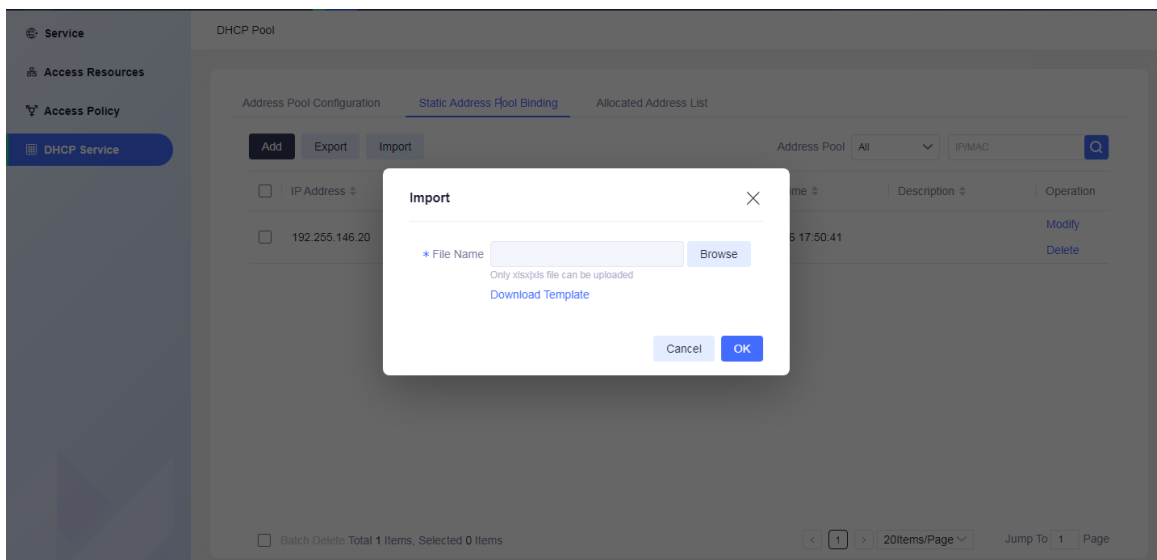 Service
DHCP Pool
Access Resources
Access Policy
DHCP Service
Address Pool Configuration Static Address Pool Binding Allocated Address List
Add Export Import Address Pool All IP/MAC
IP Address me Description Operation
192.255.146.20 17:50:41 Modify
Delete
Import
* File Name Browse
Only xlsx|xls file can be uploaded
Download Template
Cancel OK
Batch Delete Total 1 Items, Selected 0 Items < 1 > 20Items/Page Jump To 1 Page